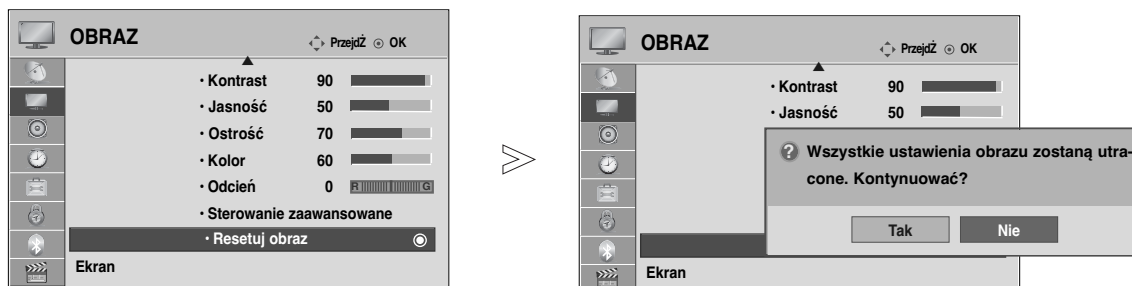 OBRAZ
PrzejdŹ OK
• Kontrast 90
• Jasność 50
• Ostrość 70
• Kolor 60
• Odcień 0 R G
• Sterowanie zaawansowane
• Resetuj obraz
Ekran
OBRAZ
PrzejdŹ OK
• Kontrast 90
• Jasność 50
? Wszystkie ustawienia obrazu zostaną utra-
cone. Kontynuować?
Tak Nie
Ekran